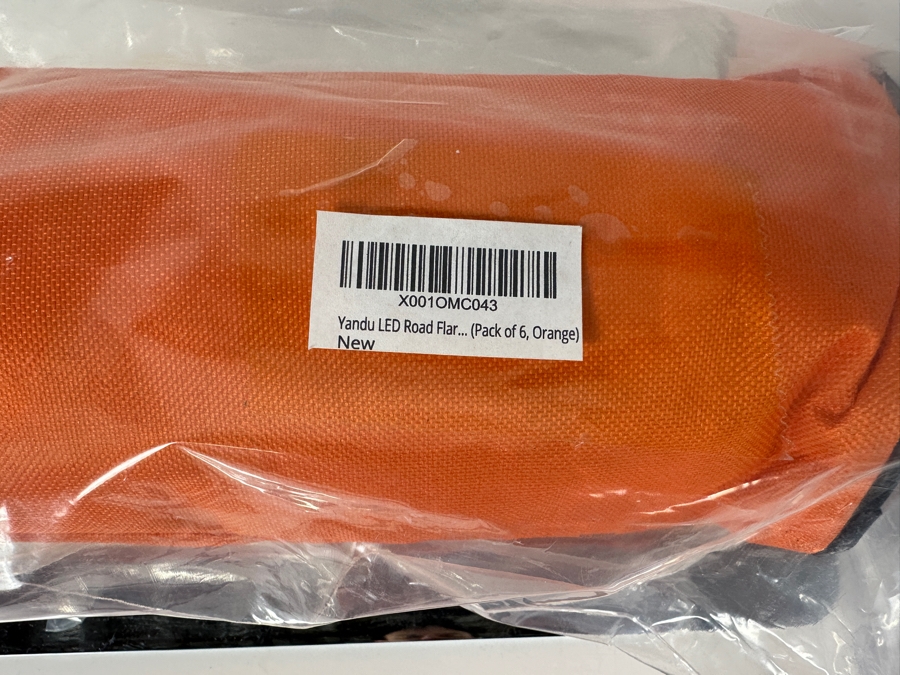 X001OMC043
Yandu LED Road Flar... (Pack of 6, Orange)
New